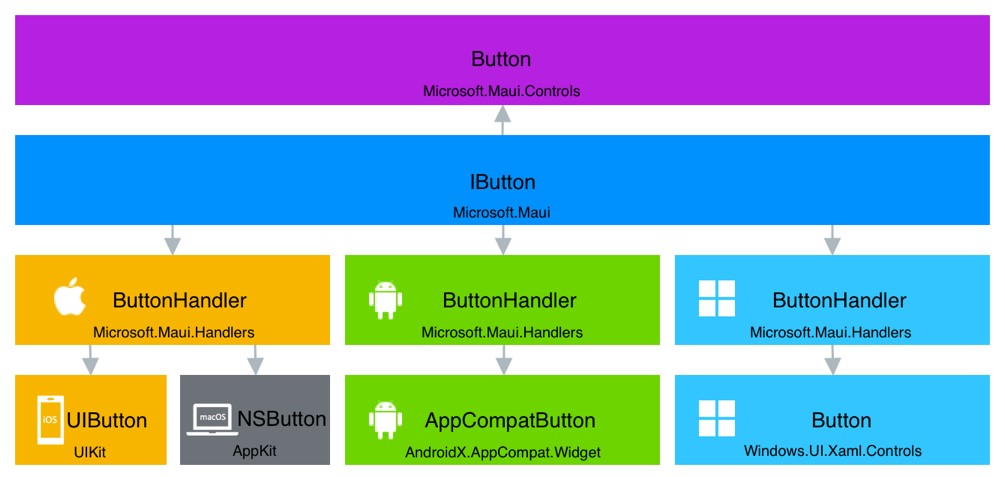 Button
Microsoft.Maui.Controls
IButton
Microsoft.Maui
ButtonHandler
Microsoft.Maui.Handlers
ButtonHandler
Microsoft.Maui.Handlers
ButtonHandler
Microsoft.Maui.Handlers
iOS
UIButton
UIKit
macOS
NSButton
AppKit
AppCompatButton
AndroidX.AppCompat.Widget
Button
Windows.UI.Xaml.Controls